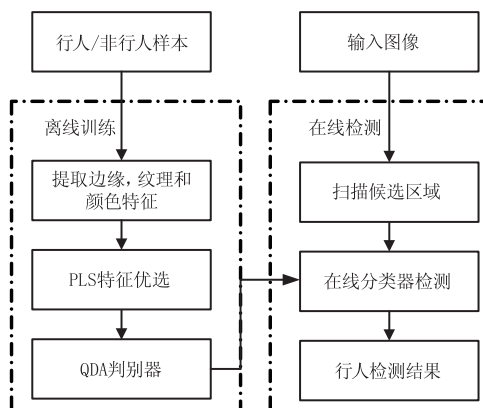 行人/非行人样本
离线训练
提取边缘,纹理和
颜色特征
PLS特征优选
QDA判别器
输入图像
在线检测
扫描候选区域
在线分类器检测
行人检测结果